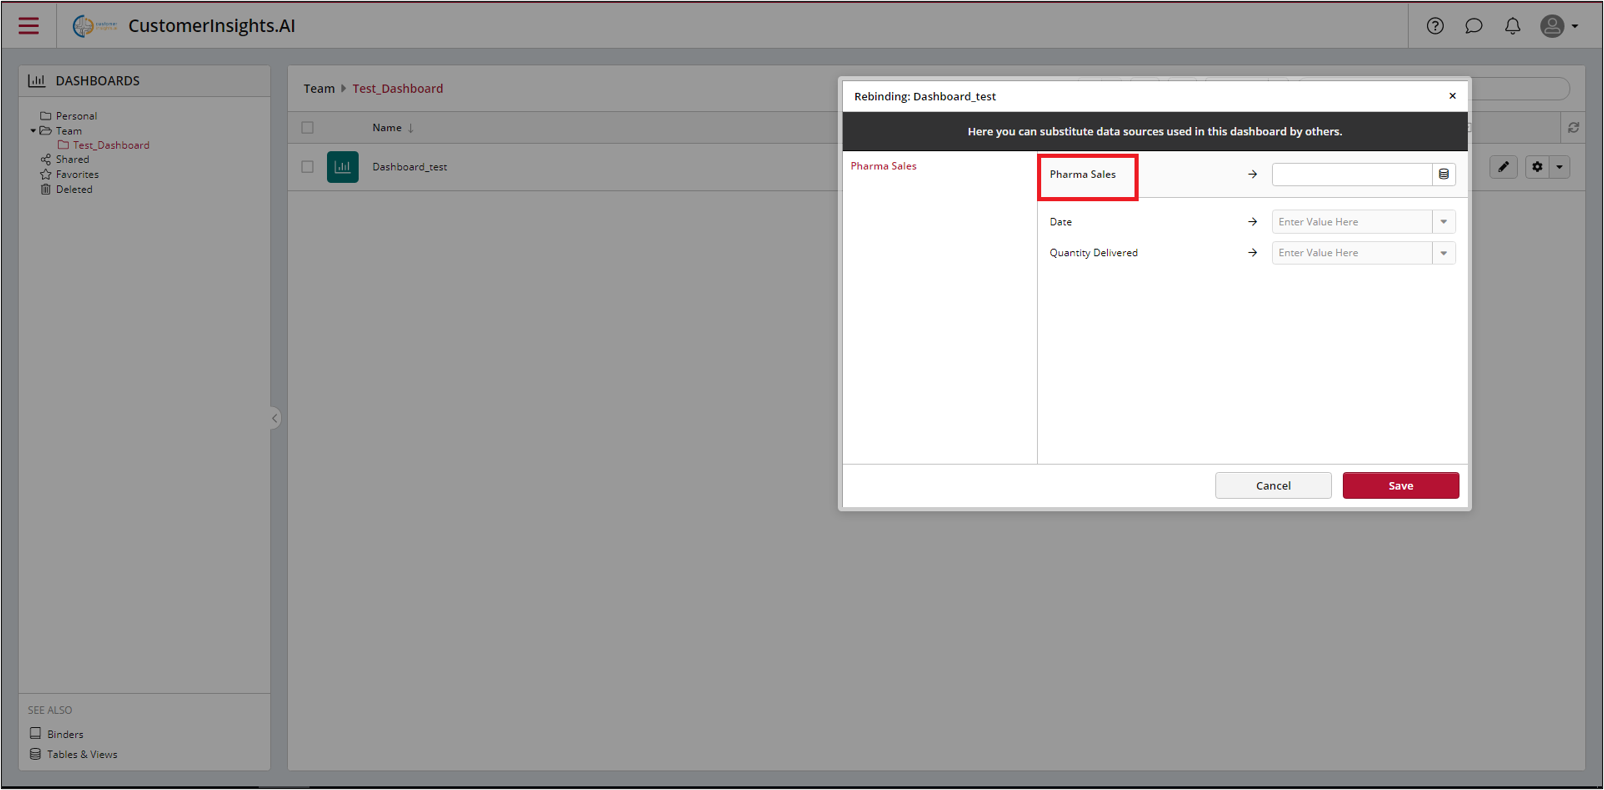 CustomerInsights.AI
DASHBOARDS
Personal
Team
Test_Dashboard
Shared
Favorites
Deleted
SEE ALSO
Binders
Tables & Views
Team Test_Dashboard
Name ↓
Dashboard_test
Rebinding: Dashboard_test
Here you can substitute data sources used in this dashboard by others.
Pharma Sales
Pharma Sales →
Date → Enter Value Here
Quantity Delivered → Enter Value Here
Cancel Save